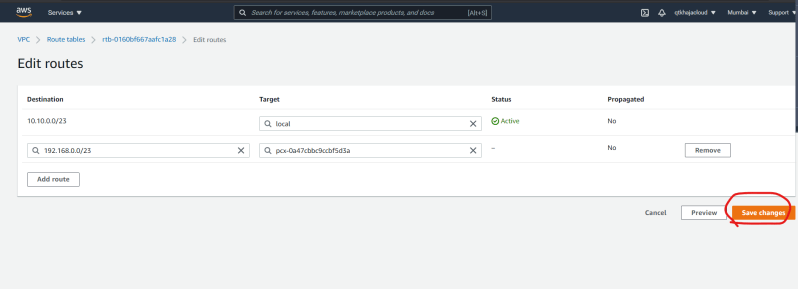 aws Services Search for services, features, marketplace products, and docs [Alt+S] qtkhajacloud Mumbai Support
VPC > Route tables > rtb-0160bf667aafc1a28 > Edit routes
Edit routes
Destination Target Status Propagated
10.10.0.0/23 local Active No
192.168.0.0/23 pcx-0a47cbbc9ccbf5d3a – No Remove
Add route
Cancel Preview Save changes